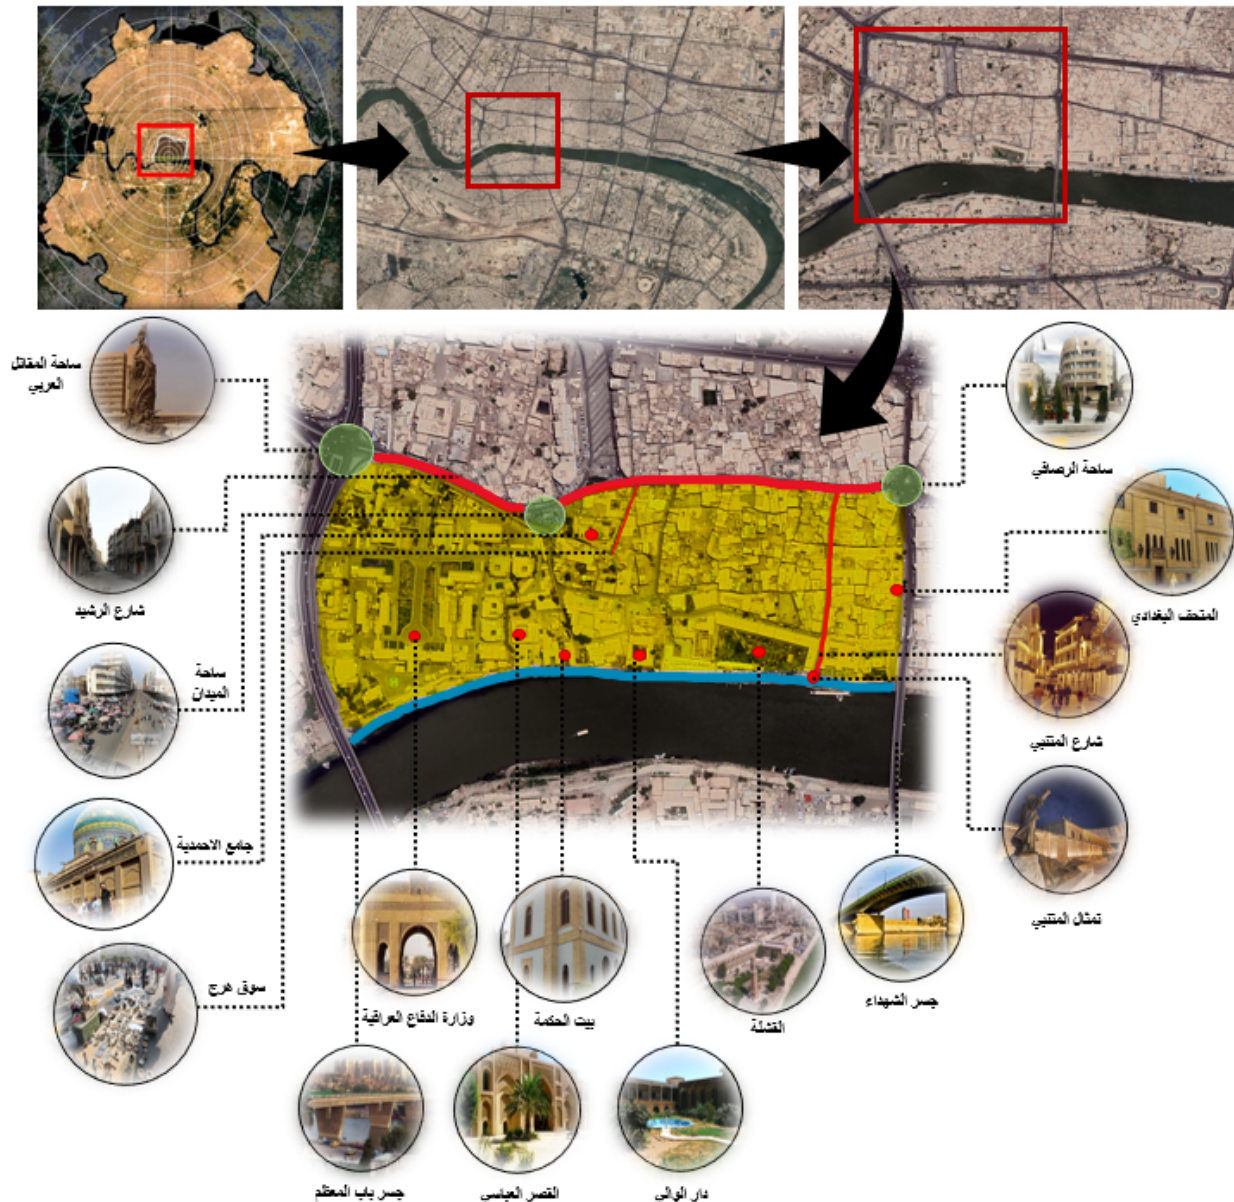 ساحة المقاتل
العربي
ساحة الرصافي
شارع الرشيد
المتحف البغدادي
ساحة
الميدان
شارع المتنبي
جامع الاحمدية
تمثال المتنبي
سوق هرج
وزارة الدفاع العراقية
بيت الحكمة
القشلة
جسر الشهداء
جسر باب المعظم
القصر العباسي
دار الوالي